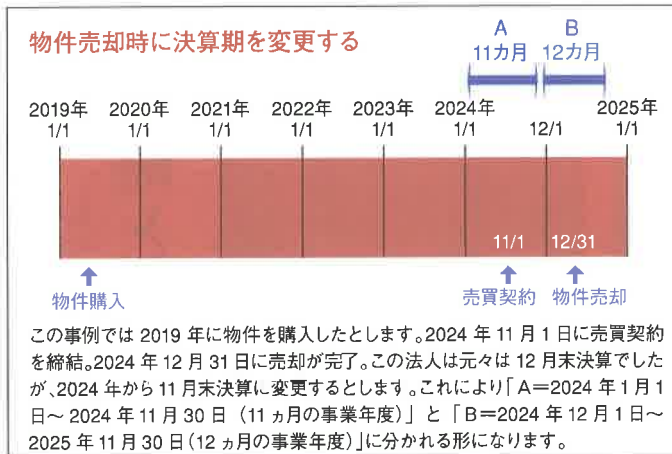 物件売却時に決算期を変更する
A
11カ月
B
12カ月
2019年
1/1
2020年
1/1
2021年
1/1
2022年
1/1
2023年
1/1
2024年
1/1
12/1
2025年
1/1
11/1
12/31
物件購入
売買契約
物件売却
この事例では 2019 年に物件を購入したとします。2024 年 11 月 1 日に売買契約
を締結。2024 年 12 月 31 日に売却が完了。この法人は元々は 12 月末決算でした
が、2024 年から 11 月末決算に変更するとします。これにより「A=2024 年 1 月 1
日〜 2024 年 11 月 30 日(11 ヵ月の事業年度)」と「B=2024 年 12 月 1 日〜
2025 年 11 月 30 日(12 ヵ月の事業年度)」に分かれる形になります。